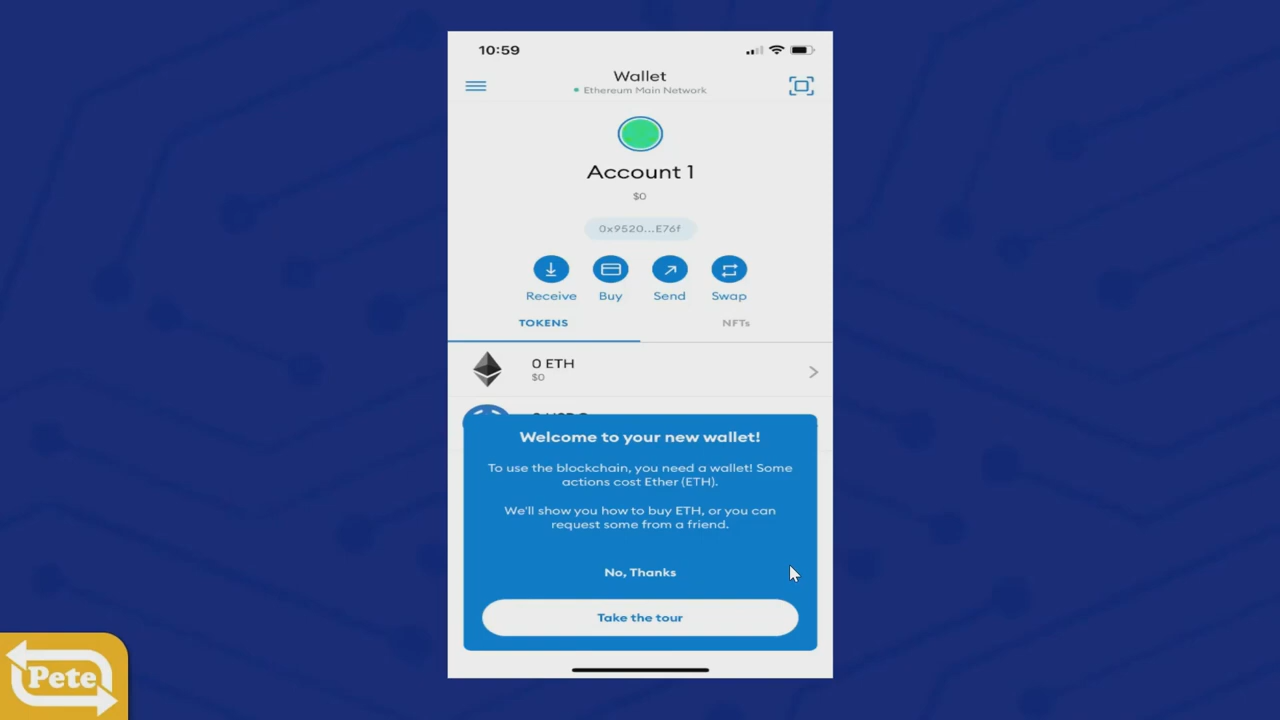 10:59
Wallet
Ethereum Main Network
Account 1
$0
0x9520...E76f
Receive Buy Send Swap
TOKENS NFTs
0 ETH
$0
Welcome to your new wallet!
To use the blockchain, you need a wallet! Some
actions cost Ether (ETH).
We'll show you how to buy ETH, or you can
request some from a friend.
No, Thanks
Take the tour
Pete